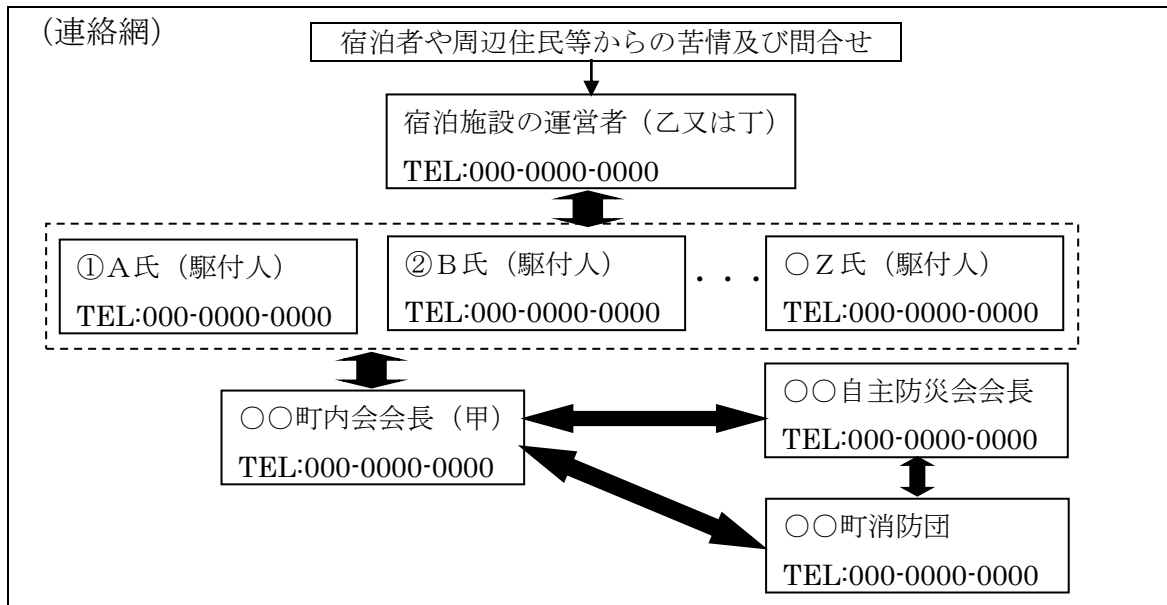 （連絡網）
宿泊者や周辺住民等からの苦情及び問合せ
宿泊施設の運営者（乙又は丁）
TEL:000-0000-0000
①Ａ氏（駆付人）
TEL:000-0000-0000
②Ｂ氏（駆付人）
TEL:000-0000-0000
・・・
○Ｚ氏（駆付人）
TEL:000-0000-0000
○○町内会会長（甲）
TEL:000-0000-0000
○○自主防災会会長
TEL:000-0000-0000
○○町消防団
TEL:000-0000-0000